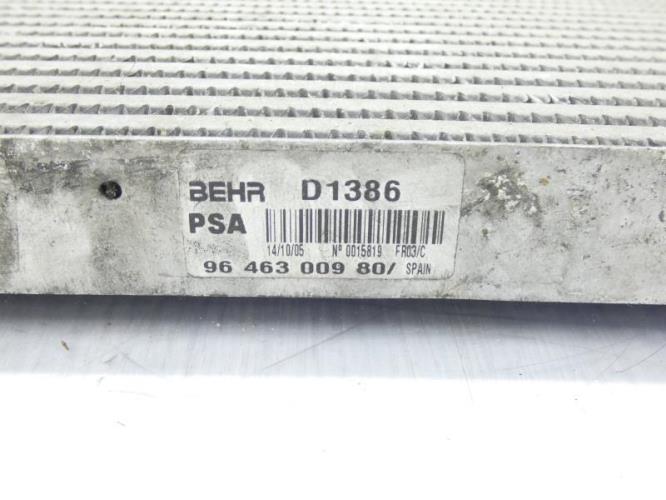 BEHR D1386
PSA
14/10/05 Nº 0015819 FR03/C
96 463 009 80/ SPAIN